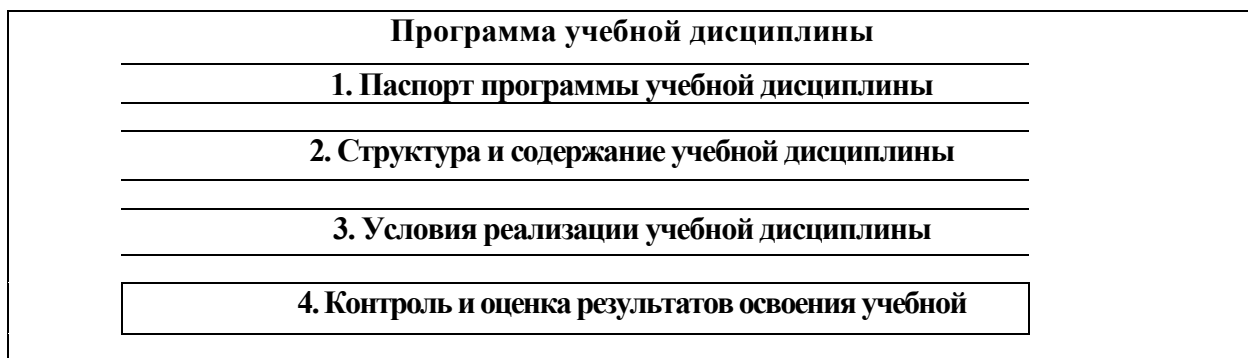 Программа учебной дисциплины
1. Паспорт программы учебной дисциплины
2. Структура и содержание учебной дисциплины
3. Условия реализации учебной дисциплины
4. Контроль и оценка результатов освоения учебной